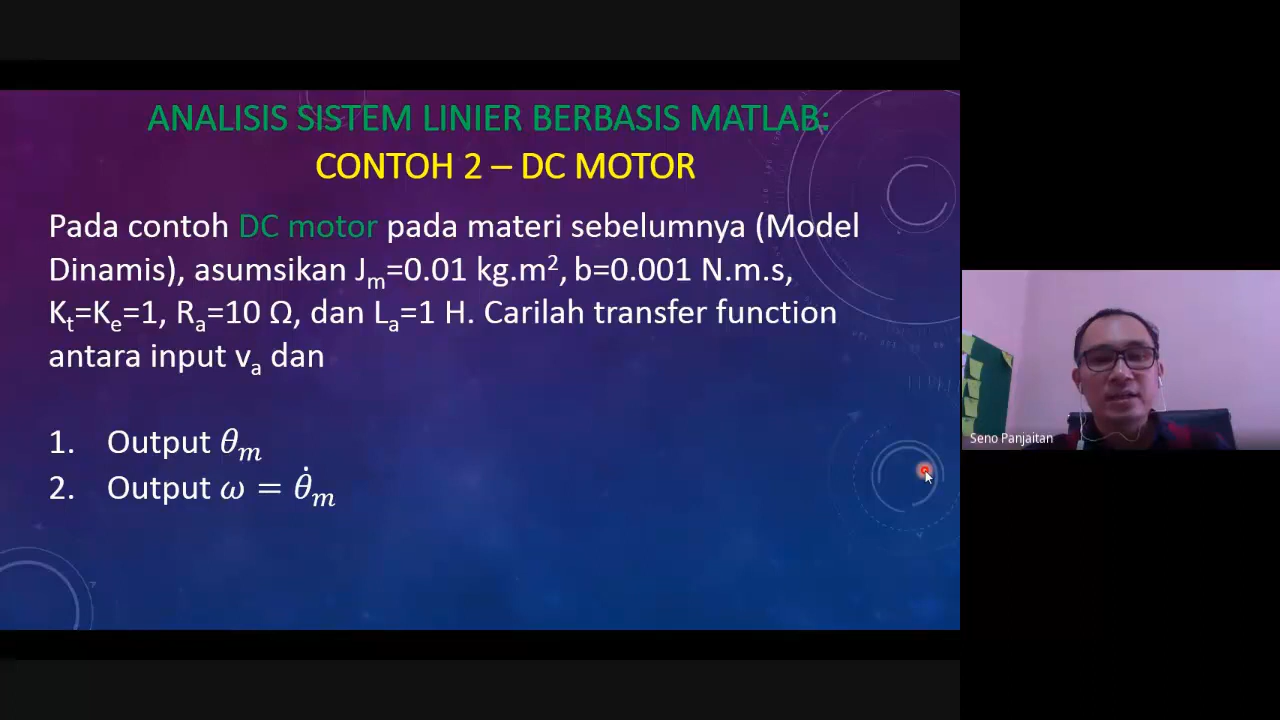 ANALISIS SISTEM LINIER BERBASIS MATLAB:
CONTOH 2 – DC MOTOR
Pada contoh DC motor pada materi sebelumnya (Model
Dinamis), asumsikan Jₘ=0.01 kg.m², b=0.001 N.m.s,
Kₜ=Kₑ=1, Rₐ=10 Ω, dan Lₐ=1 H. Carilah transfer function
antara input vₐ dan
1. Output θₘ
2. Output ω = θ̇ₘ
Seno Panjaitan